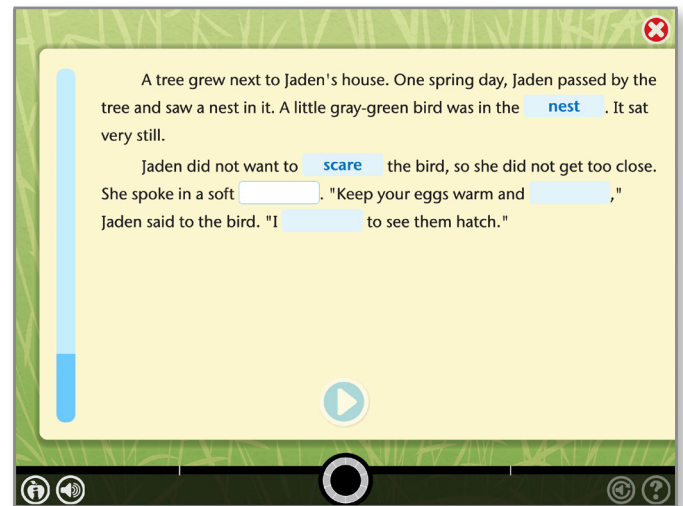 A tree grew next to Jaden's house. One spring day, Jaden passed by the
tree and saw a nest in it. A little gray-green bird was in the nest . It sat
very still.
Jaden did not want to scare the bird, so she did not get too close.
She spoke in a soft . "Keep your eggs warm and ,"
Jaden said to the bird. "I to see them hatch."
?